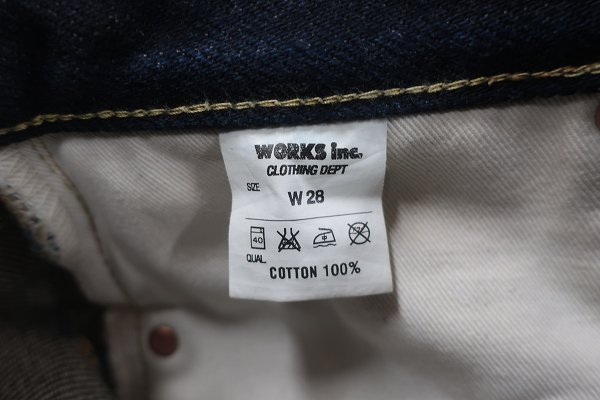 WORKS inc.
CLOTHING DEPT
SIZE
W 28
40
QUAL.
COTTON 100%